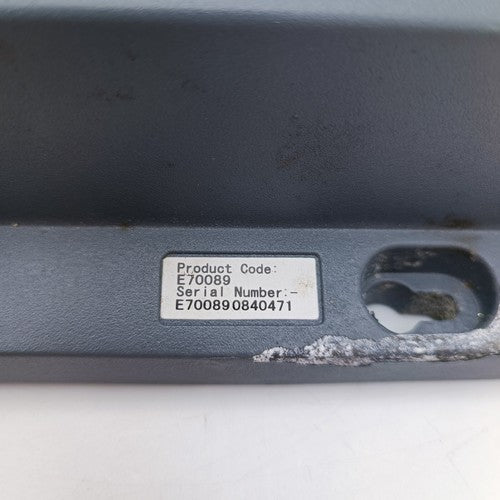 Product Code:
E70089
Serial Number:-
E700890840471